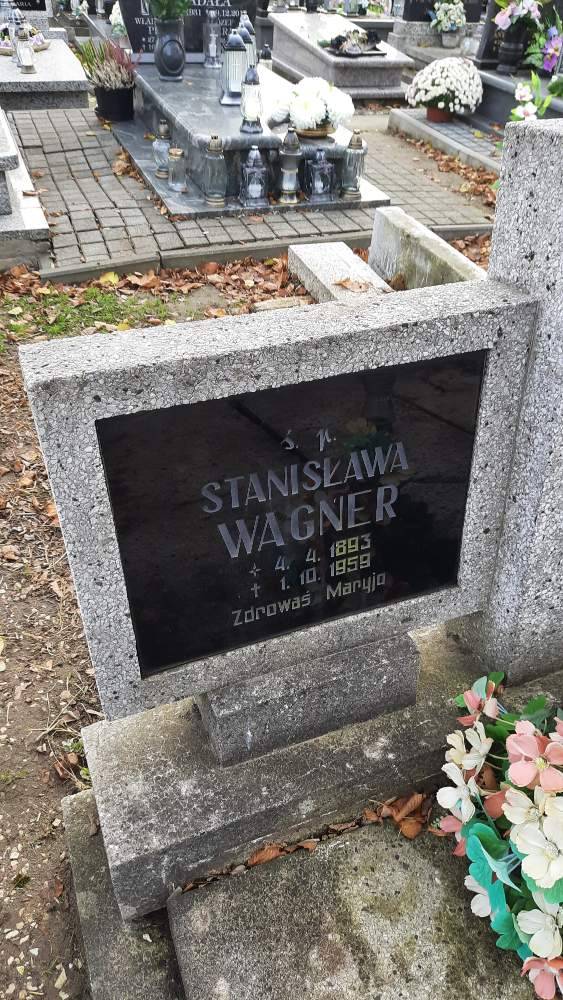 Ś. P.
STANISŁAWA
WAGNER
* 4. 4. 1893
† 1. 10. 1959
Zdrowaś Maryjo